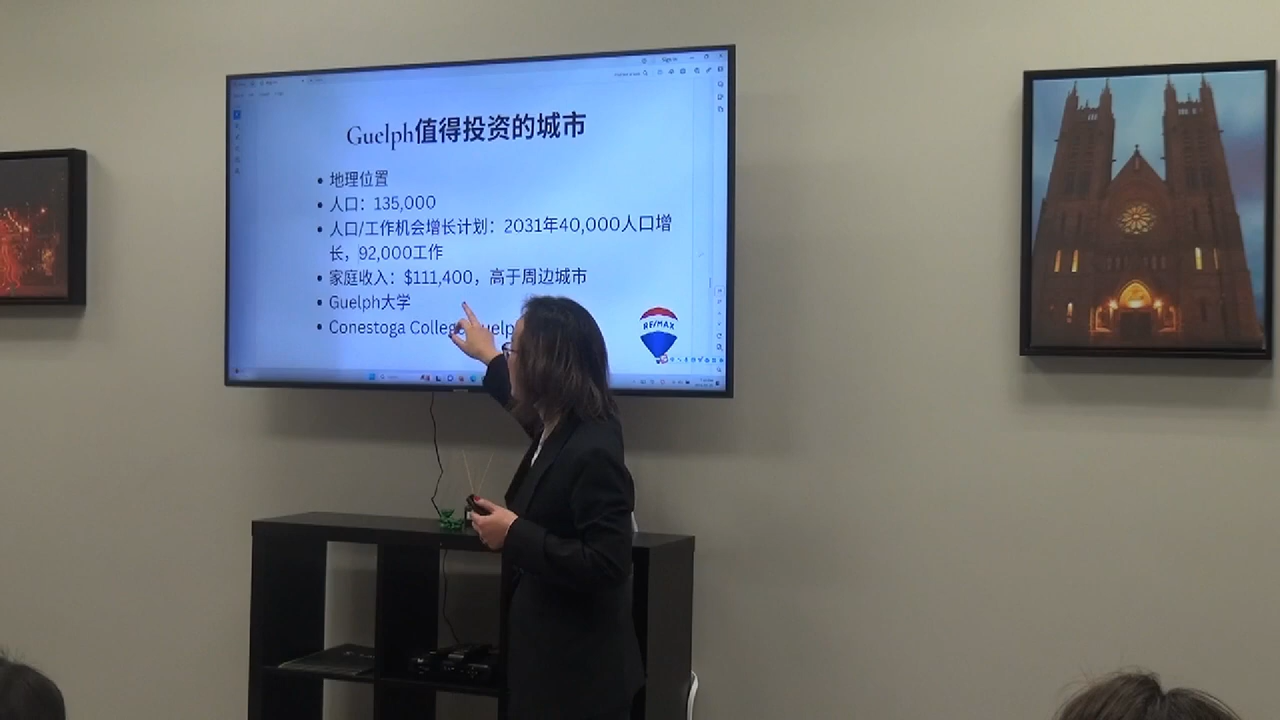 Sign in
Guelph值得投资的城市
• 地理位置
• 人口：135,000
• 人口/工作机会增长计划：2031年40,000人口增
长，92,000工作
• 家庭收入：$111,400，高于周边城市
• Guelph大学
• Conestoga College
RE/MAX